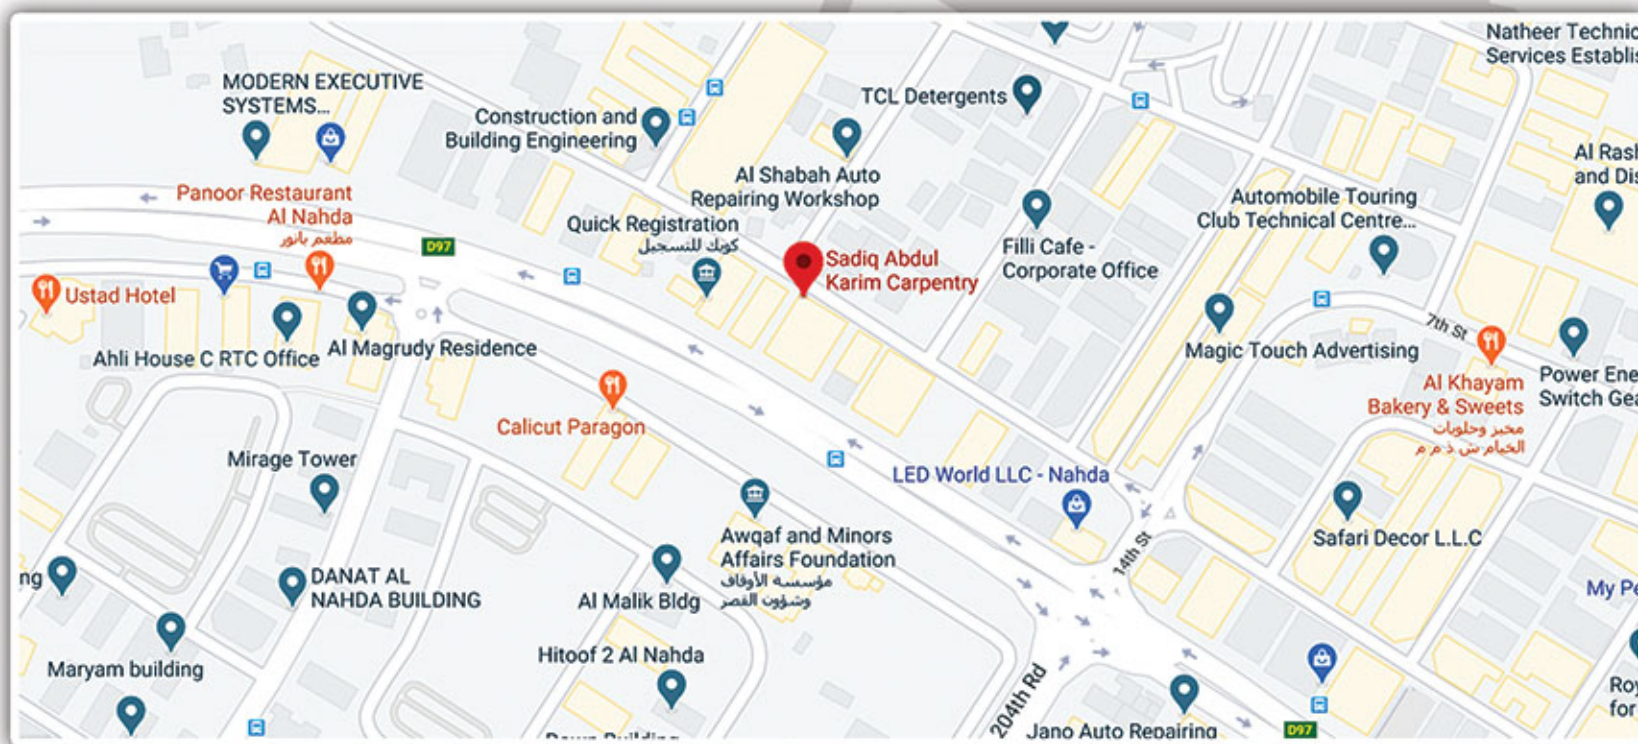 Natheer Technic
Services Establis
MODERN EXECUTIVE
SYSTEMS...
TCL Detergents
Construction and
Building Engineering
Al Rash
and Dis
Al Shabah Auto
Repairing Workshop
Panoor Restaurant
Al Nahda
مطعم بانور
Automobile Touring
Club Technical Centre...
Quick Registration
كويك للتسجيل
D97
Filli Cafe -
Corporate Office
Sadiq Abdul
Karim Carpentry
Ustad Hotel
7th St
Ahli House C RTC Office
Al Magrudy Residence
Magic Touch Advertising
Al Khayam
Bakery & Sweets
مخبز وحلويات
الخيام ش ذ م م
Power Ene
Switch Gea
Calicut Paragon
Mirage Tower
LED World LLC - Nahda
Awqaf and Minors
Affairs Foundation
مؤسسة الأوقاف
وشؤون القصر
Safari Decor L.L.C
14th St
ng
DANAT AL
NAHDA BUILDING
Al Malik Bldg
My Pe
Maryam building
Hitoof 2 Al Nahda
204th Rd
Roy
for
Jano Auto Repairing
D97